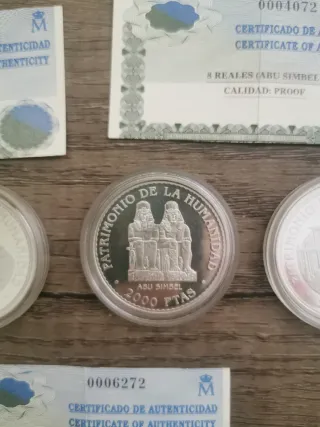 M
AUTENTICIDAD
AUTHENTICITY
0004072
CERTIFICADO DE A
CERTIFICATE OF A
8 REALES (ABU SIMBEL
CALIDAD: PROOF
PATRIMONIO DE LA HUMANIDAD
ABU SIMBEL
2000 PTAS
0006272
M
CERTIFICADO DE AUTENTICIDAD
CERTIFICATE OF AUTHENTICITY